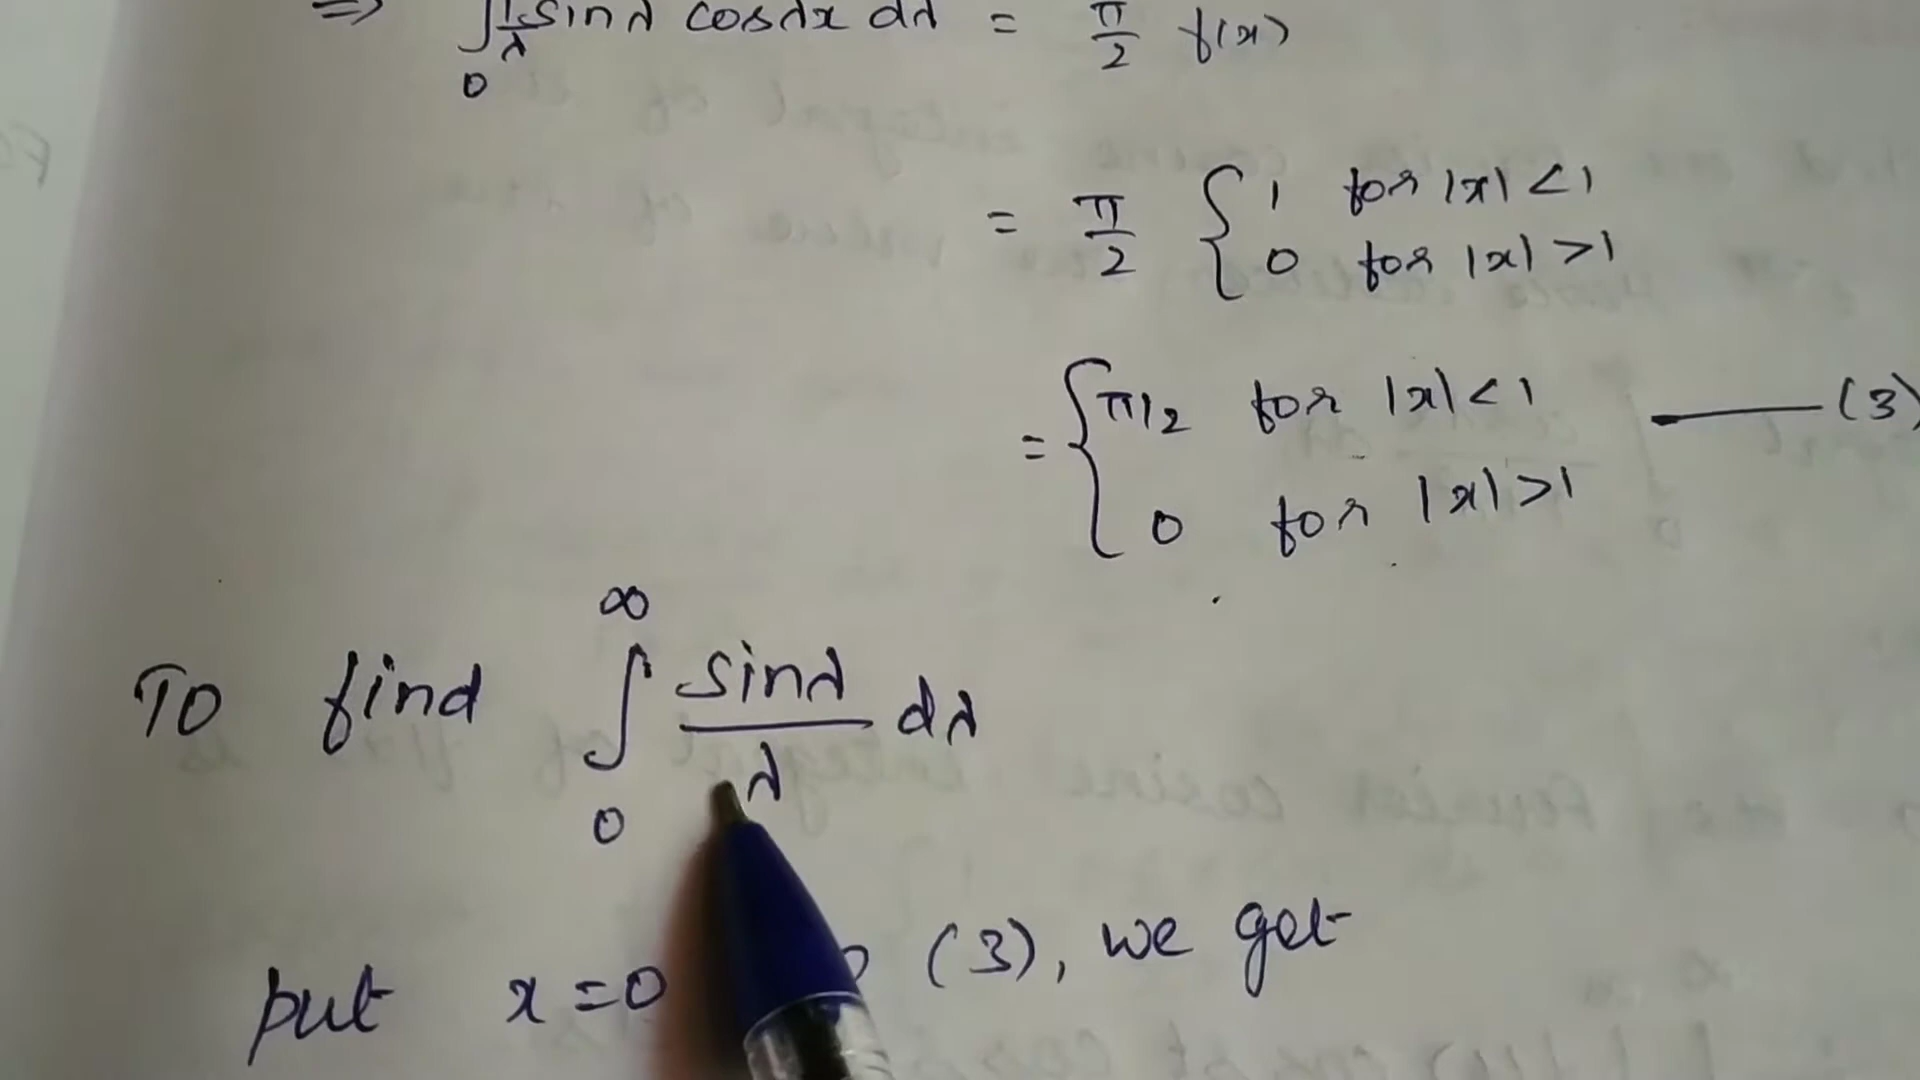 ⇒ ∫₀ 1/λ sinλ cosλx dλ = π/2 f(x)
= π/2 { 1 for |x| < 1
0 for |x| > 1
= { π/2 for |x| < 1 —— (3)
0 for |x| > 1
To find ∫₀^∞ sinλ/λ dλ
put x = 0 (3), we get